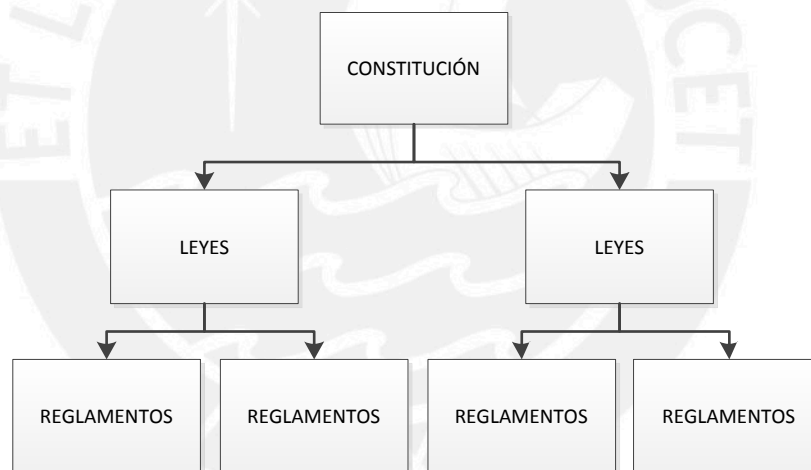 CONSTITUCIÓN
LEYES
LEYES
REGLAMENTOS
REGLAMENTOS
REGLAMENTOS
REGLAMENTOS